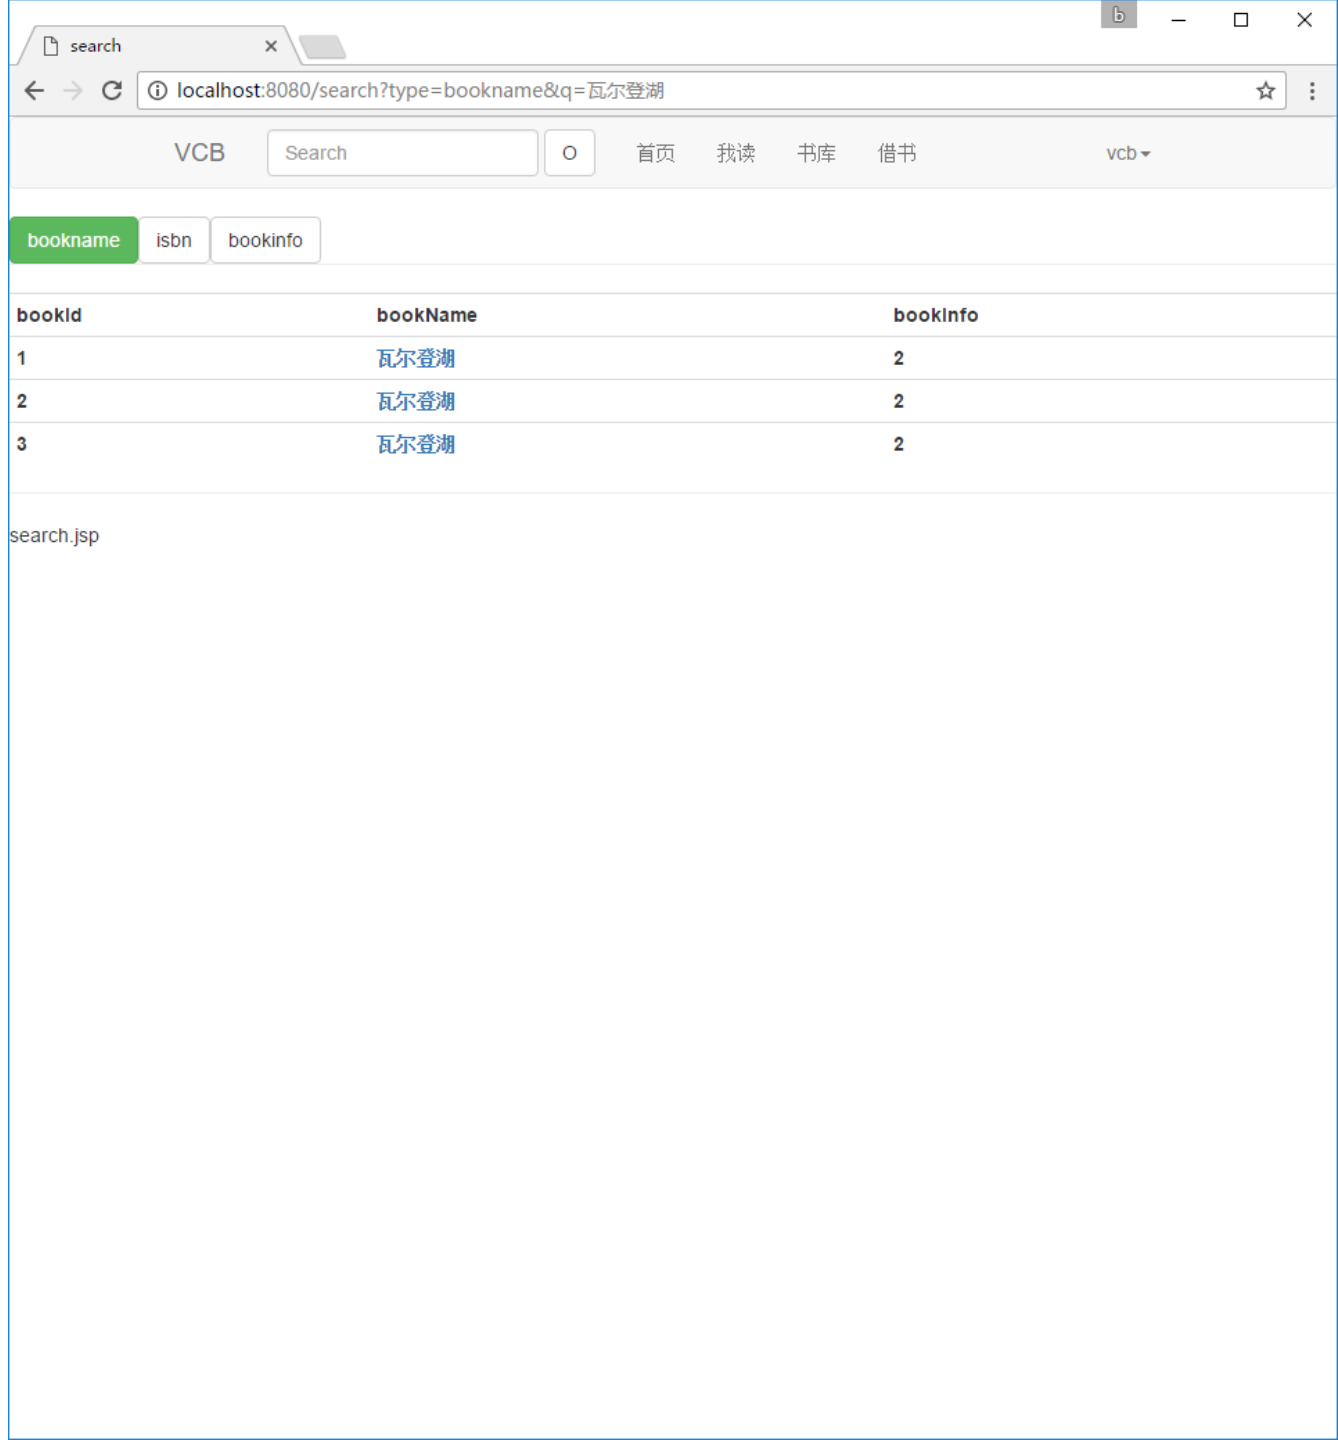 b
search
localhost:8080/search?type=bookname&q=瓦尔登湖
VCB Search O 首页 我读 书库 借书 vcb
bookname isbn bookinfo
bookId bookName bookInfo
1 瓦尔登湖 2
2 瓦尔登湖 2
3 瓦尔登湖 2
search.jsp